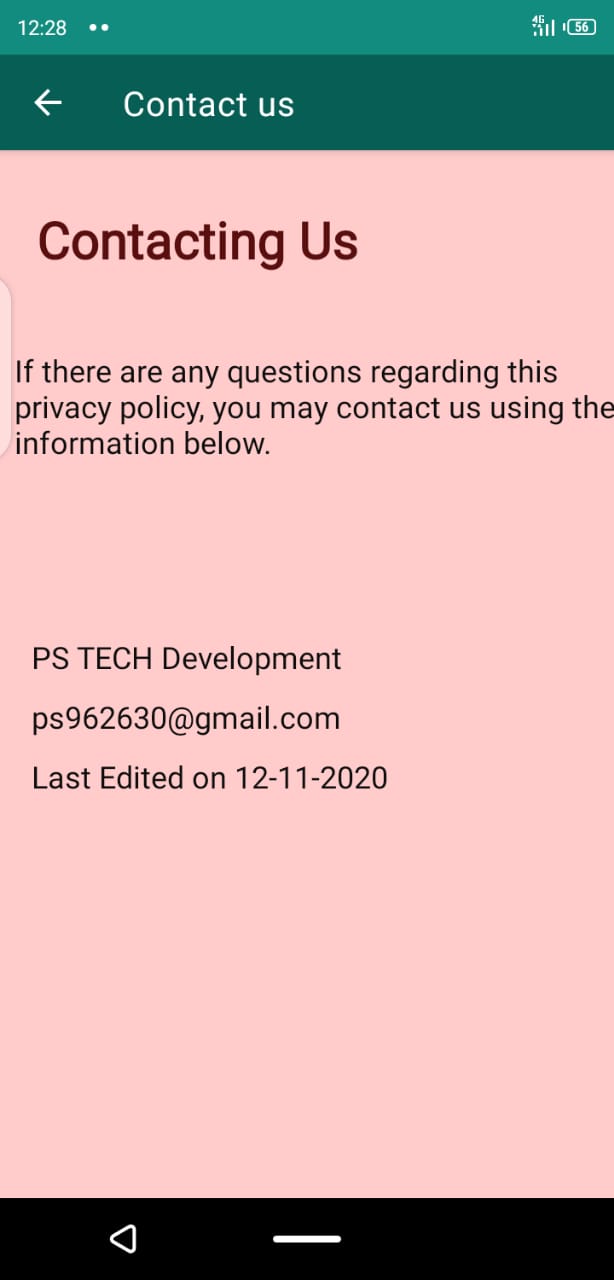 12:28
4G
56
Contact us
Contacting Us
If there are any questions regarding this
privacy policy, you may contact us using the
information below.
PS TECH Development
ps962630@gmail.com
Last Edited on 12-11-2020